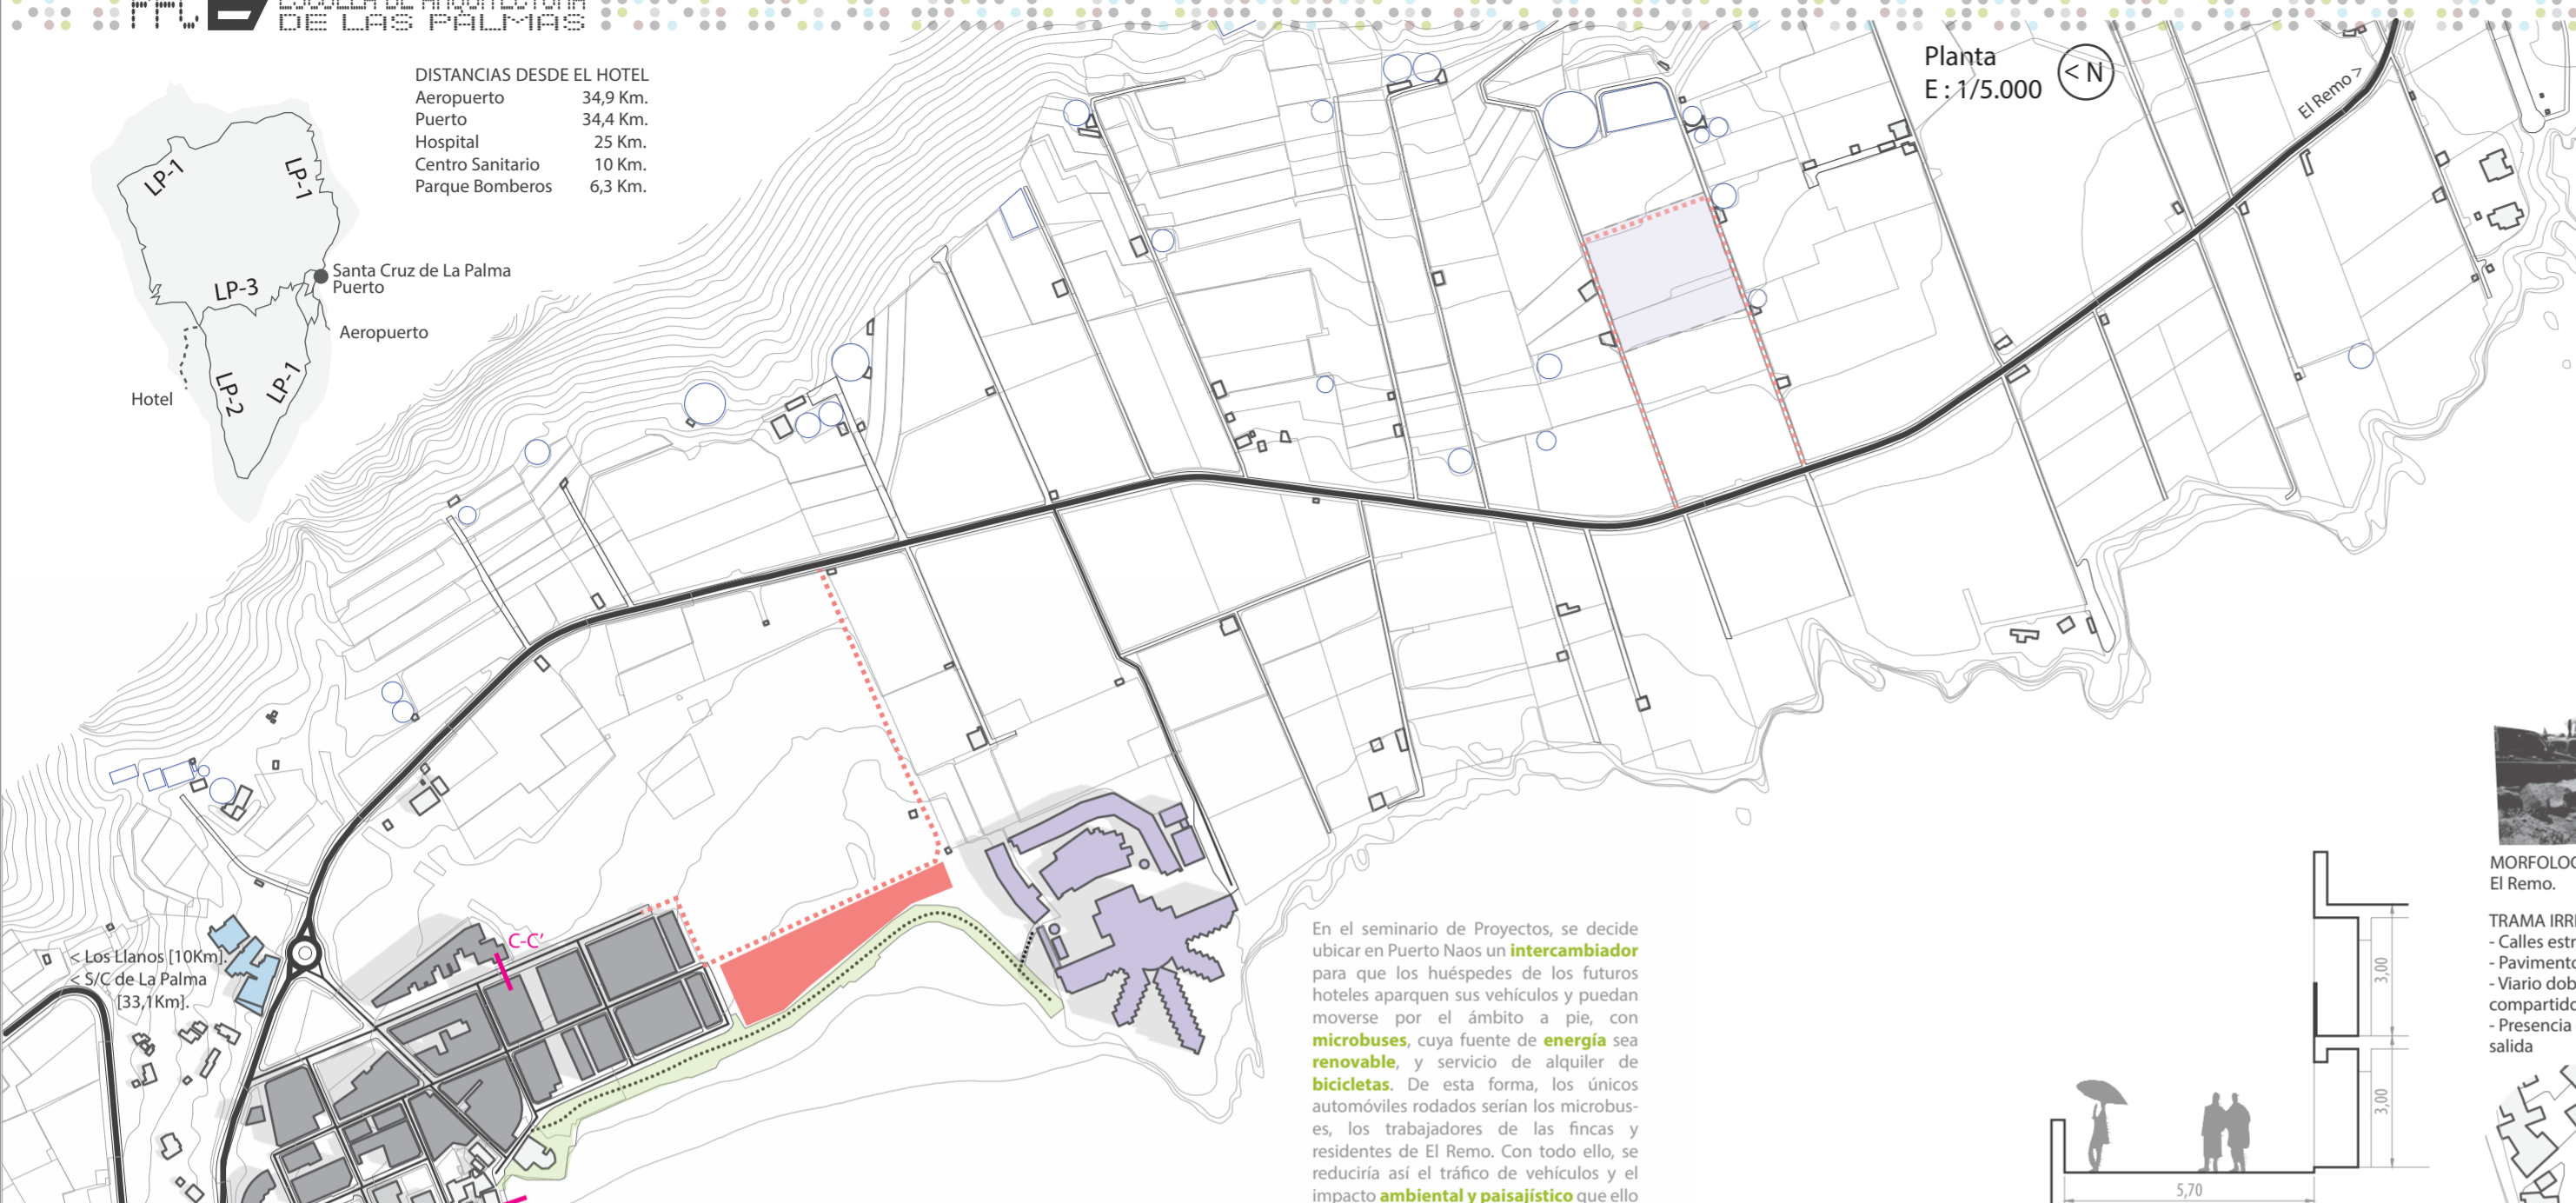 DE LAS PALMAS
DISTANCIAS DESDE EL HOTEL
Aeropuerto 34,9 Km.
Puerto 34,4 Km.
Hospital 25 Km.
Centro Sanitario 10 Km.
Parque Bomberos 6,3 Km.
LP-1
LP-1
LP-3
Santa Cruz de La Palma
Puerto
Aeropuerto
Hotel
LP-2
LP-1
Planta
E : 1/5.000
< N
El Remo >
C-C'
< Los Llanos [10Km].
< S/C de La Palma
[33,1Km].
En el seminario de Proyectos, se decide
ubicar en Puerto Naos un intercambiador
para que los huéspedes de los futuros
hoteles aparquen sus vehículos y puedan
moverse por el ámbito a pie, con
microbuses, cuya fuente de energía sea
renovable, y servicio de alquiler de
bicicletas. De esta forma, los únicos
automóviles rodados serían los microbus-
es, los trabajadores de las fincas y
residentes de El Remo. Con todo ello, se
reduciría así el tráfico de vehículos y el
impacto ambiental y paisajístico que ello
3,00
3,00
5,70
El Remo.
- Calles
- Viario
- Presencia
salida